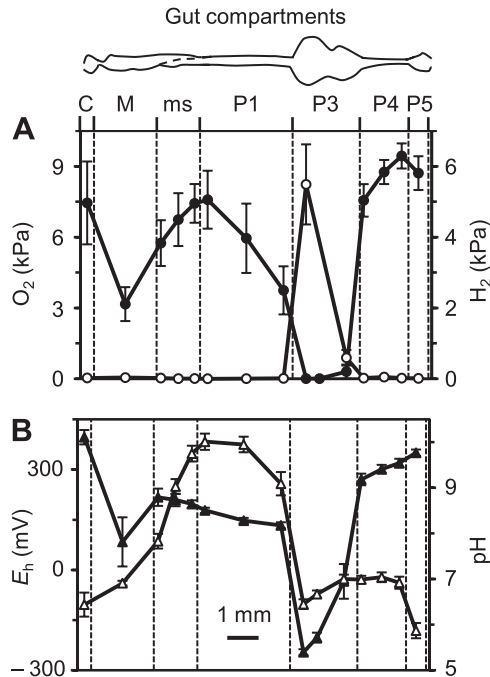 Gut compartments
C M ms P1 P3 P4 P5
A
9 6 3 0
O₂ (kPa)
6 4 2 0
H₂ (kPa)
B
300 0 –300
Eₕ (mV)
9 7 5
pH
1 mm